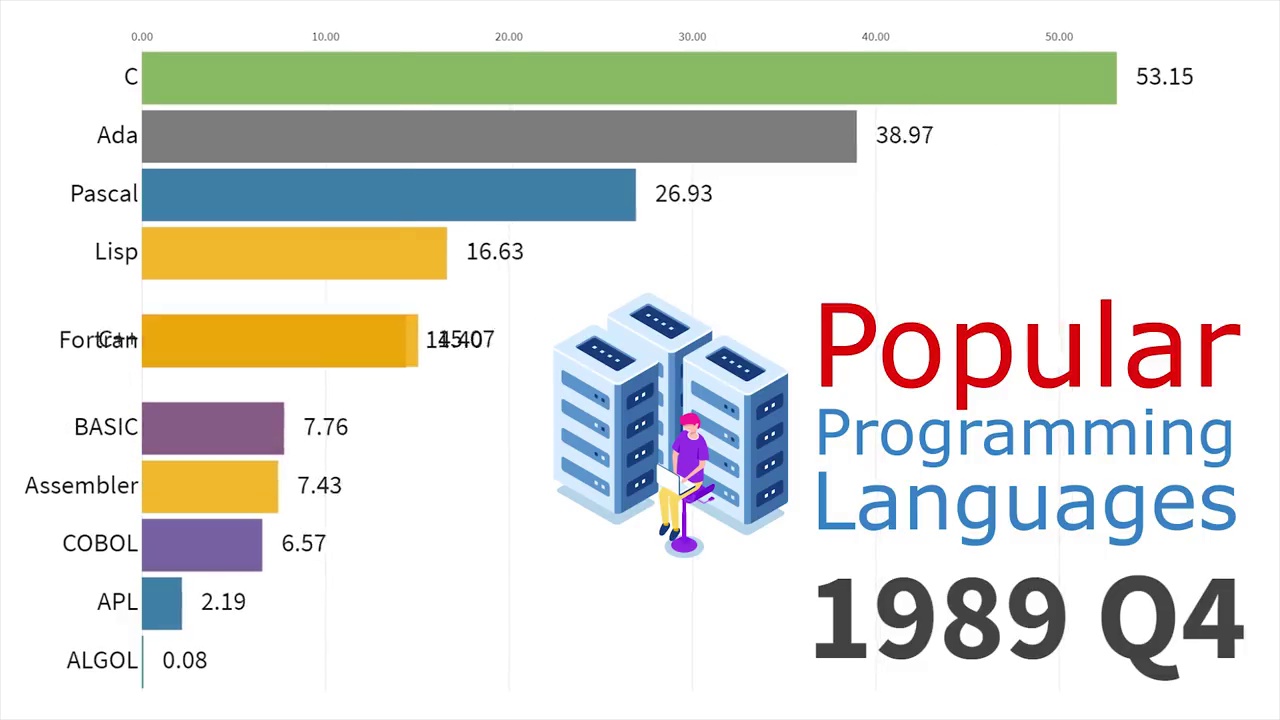 0.00 10.00 20.00 30.00 40.00 50.00
C 53.15
Ada 38.97
Pascal 26.93
Lisp 16.63
Fortran
C++
BASIC 7.76
Assembler 7.43
COBOL 6.57
APL 2.19
ALGOL 0.08
Popular
Programming
Languages
1989 Q4